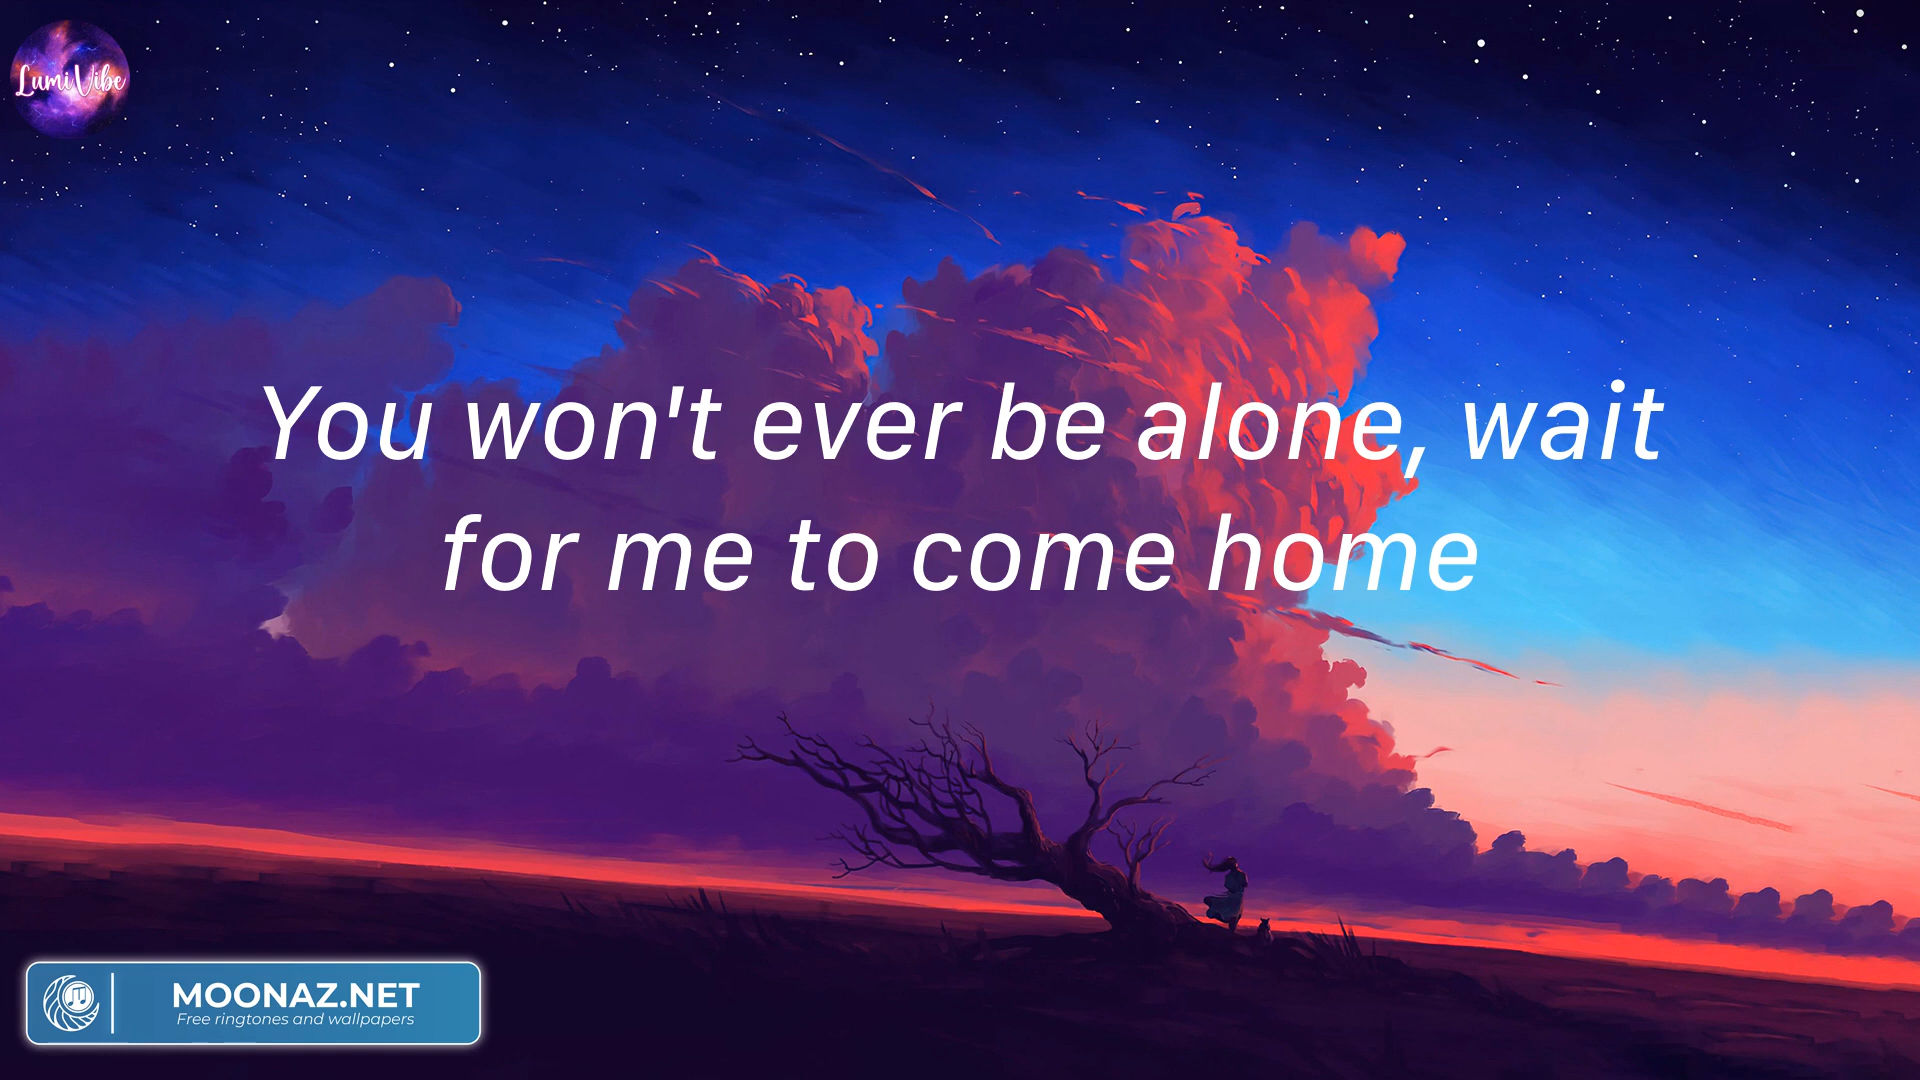 LumiVibe
You won't ever be alone, wait
for me to come home
MOONAZ.NET
Free ringtones and wallpapers